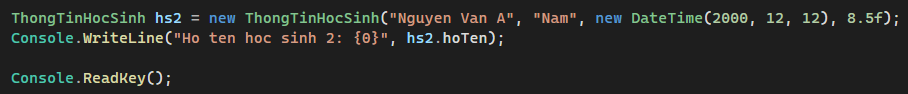 ThongTinHocSinh hs2 = new ThongTinHocSinh("Nguyen Van A", "Nam", new DateTime(2000, 12, 12), 8.5f);
Console.WriteLine("Ho ten hoc sinh 2: {0}", hs2.hoTen);
Console.ReadKey();